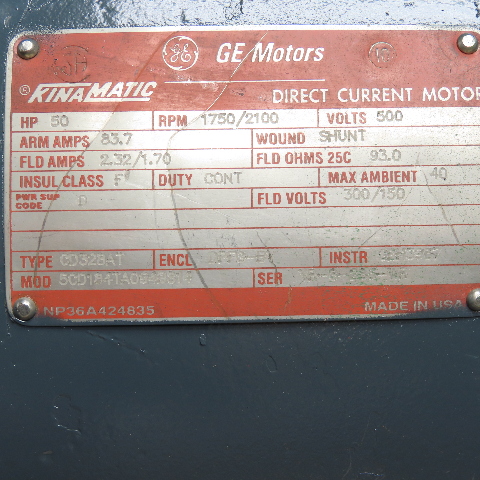 GE GE Motors
® KINAMATIC DIRECT CURRENT MOTOR
HP 50 RPM 1750/2100 VOLTS 500
ARM AMPS 83.7 WOUND SHUNT
FLD AMPS 2.32/1.70 FLD OHMS 25C 93.0
INSUL CLASS F DUTY CONT MAX AMBIENT 40
PWR SUP CODE D FLD VOLTS 300/150
TYPE CD328AT ENCL INSTR
MOD SER
NP36A424835 MADE IN USA